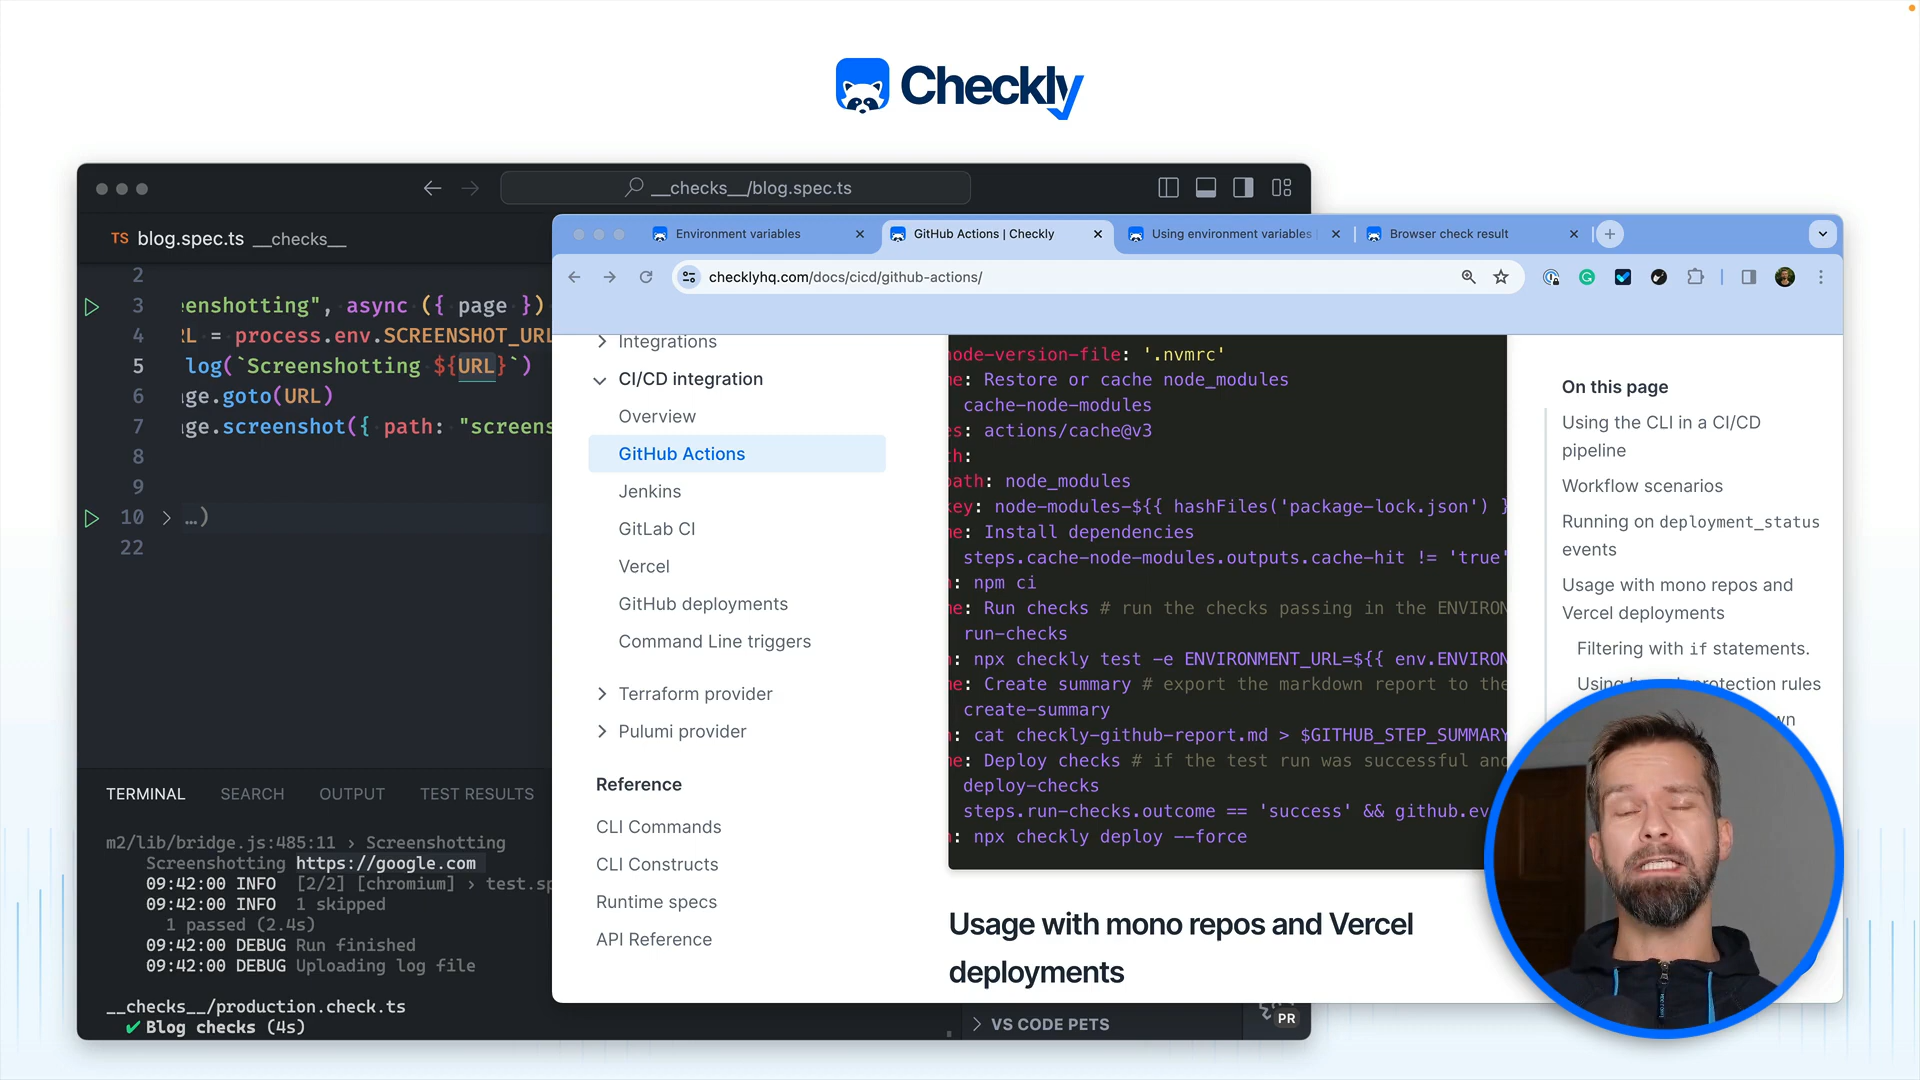 Checkly
__checks__/blog.spec.ts
TS blog.spec.ts __checks__
2
3 eenshotting", async ({ page })
4 RL = process.env.SCREENSHOT_URL
5 log(`Screenshotting ${URL}`)
6 ge.goto(URL)
7 ge.screenshot({ path: "screens
8
9
10 …)
22
TERMINAL SEARCH OUTPUT TEST RESULTS
m2/lib/bridge.js:485:11 › Screenshotting
Screenshotting https://google.com
09:42:00 INFO [2/2] [chromium] › test.sp
09:42:00 INFO 1 skipped
1 passed (2.4s)
09:42:00 DEBUG Run finished
09:42:00 DEBUG Uploading log file
__checks__/production.check.ts
✔ Blog checks (4s)
VS CODE PETS
PR
Environment variables
GitHub Actions | Checkly
Using environment variables
Browser check result
checklyhq.com/docs/cicd/github-actions/
Integrations
CI/CD integration
Overview
GitHub Actions
Jenkins
GitLab CI
Vercel
GitHub deployments
Command Line triggers
Terraform provider
Pulumi provider
Reference
CLI Commands
CLI Constructs
Runtime specs
API Reference
node-version-file: '.nvmrc'
e: Restore or cache node_modules
cache-node-modules
s: actions/cache@v3
h:
path: node_modules
key: node-modules-${{ hashFiles('package-lock.json') }
e: Install dependencies
steps.cache-node-modules.outputs.cache-hit != 'true'
: npm ci
e: Run checks # run the checks passing in the ENVIRON
run-checks
: npx checkly test -e ENVIRONMENT_URL=${{ env.ENVIRON
e: Create summary # export the markdown report to the
create-summary
: cat checkly-github-report.md > $GITHUB_STEP_SUMMARY
e: Deploy checks # if the test run was successful and
deploy-checks
steps.run-checks.outcome == 'success' && github.ev
: npx checkly deploy --force
Usage with mono repos and Vercel
deployments
On this page
Using the CLI in a CI/CD
pipeline
Workflow scenarios
Running on deployment_status
events
Usage with mono repos and
Vercel deployments
Filtering with if statements.
Using protection rules
wn